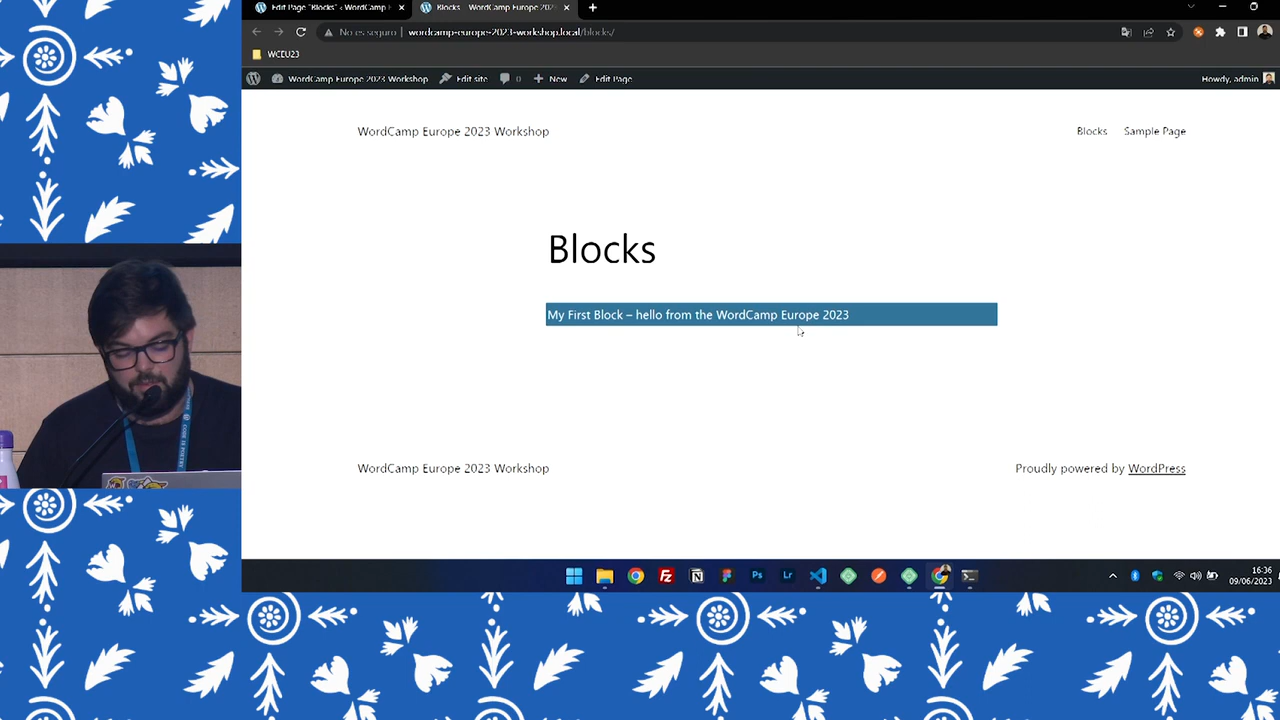 Edit Page "Blocks" ‹ WordCamp E
Blocks – WordCamp Europe 202
No es seguro
wordcamp-europe-2023-workshop.local/blocks/
WCEU23
WordCamp Europe 2023 Workshop
Edit site
0
New
Edit Page
Howdy, admin
WordCamp Europe 2023 Workshop
Blocks
Sample Page
Blocks
My First Block – hello from the WordCamp Europe 2023
WordCamp Europe 2023 Workshop
Proudly powered by WordPress
Fz
N
Ps
Lr
16:36
09/06/2023